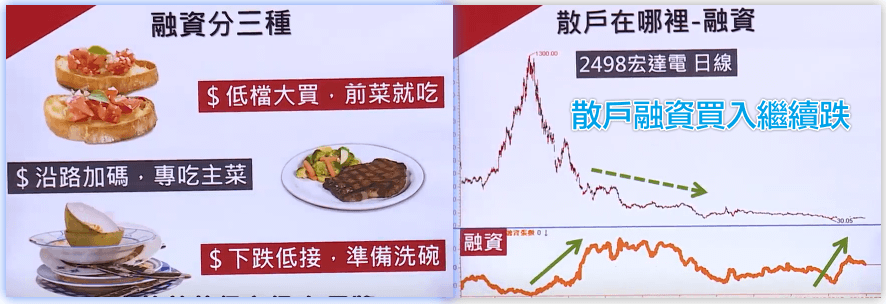 融資分三種
$低檔大買，前菜就吃
$沿路加碼，專吃主菜
$下跌低接，準備洗碗
散戶在哪裡-融資
1300.00
2498宏達電 日線
散戶融資買入繼續跌
30.05
融資